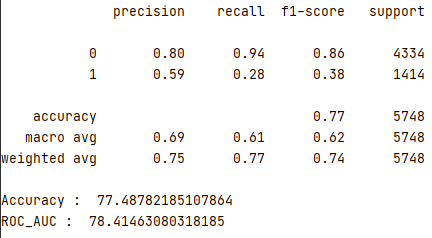 precision recall f1-score support
0 0.80 0.94 0.86 4334
1 0.59 0.28 0.38 1414
accuracy 0.77 5748
macro avg 0.69 0.61 0.62 5748
weighted avg 0.75 0.77 0.74 5748
Accuracy : 77.48782185107864
ROC_AUC : 78.41463080318185